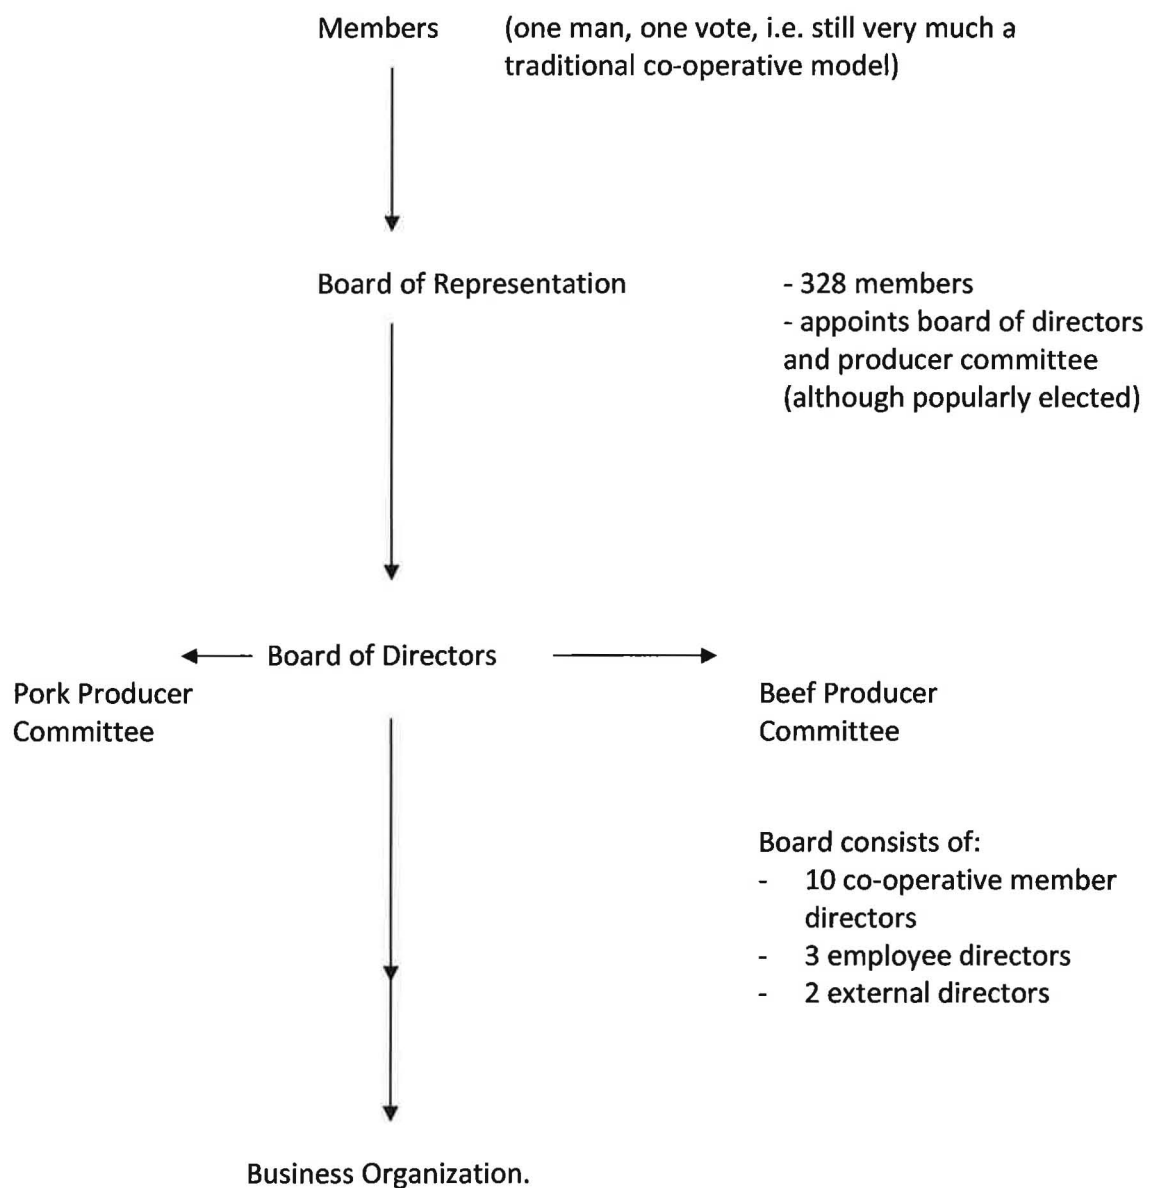 Members (one man, one vote, i.e. still very much a
traditional co-operative model)
Board of Representation
- 328 members
- appoints board of directors
and producer committee
(although popularly elected)
Board of Directors
Pork Producer
Committee
Beef Producer
Committee
Board consists of:
- 10 co-operative member
directors
- 3 employee directors
- 2 external directors
Business Organization.